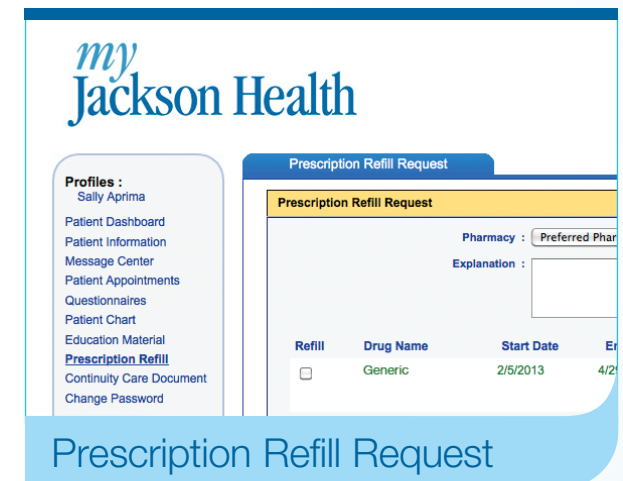 my
Jackson Health
Profiles :
Sally Aprima
Patient Dashboard
Patient Information
Message Center
Patient Appointments
Questionnaires
Patient Chart
Education Material
Prescription Refill
Continuity Care Document
Change Password
Prescription Refill Request
Prescription Refill Request
Pharmacy : Preferred Phar
Explanation :
Refill Drug Name Start Date
Generic 2/5/2013
Prescription Refill Request